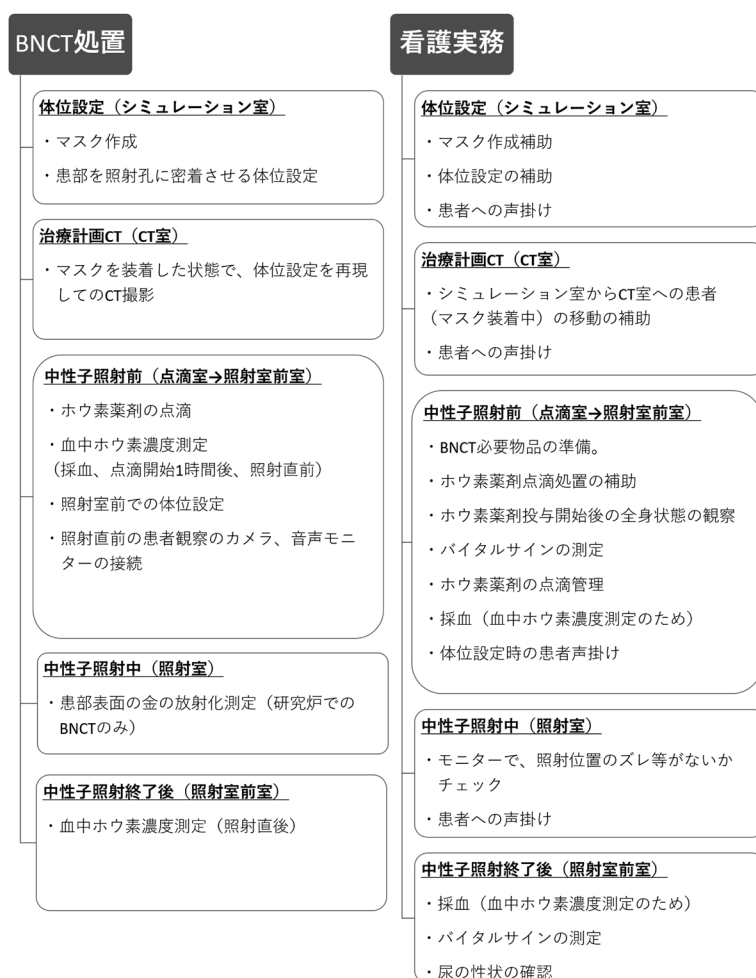 BNCT処置
体位設定（シミュレーション室）
・マスク作成
・患部を照射孔に密着させる体位設定
治療計画CT（CT室）
・マスクを装着した状態で、体位設定を再現
してのCT撮影
中性子照射前（点滴室→照射室前室）
・ホウ素薬剤の点滴
・血中ホウ素濃度測定
（採血、点滴開始1時間後、照射直前）
・照射室前での体位設定
・照射直前の患者観察のカメラ、音声モニ
ターの接続
中性子照射中（照射室）
・患部表面の金の放射化測定（研究炉での
BNCTのみ）
中性子照射終了後（照射室前室）
・血中ホウ素濃度測定（照射直後）
看護実務
体位設定（シミュレーション室）
・マスク作成補助
・体位設定の補助
・患者への声掛け
治療計画CT（CT室）
・シミュレーション室からCT室への患者
（マスク装着中）の移動の補助
・患者への声掛け
中性子照射前（点滴室→照射室前室）
・BNCT必要物品の準備。
・ホウ素薬剤点滴処置の補助
・ホウ素薬剤投与開始後の全身状態の観察
・バイタルサインの測定
・ホウ素薬剤の点滴管理
・採血（血中ホウ素濃度測定のため）
・体位設定時の患者声掛け
中性子照射中（照射室）
・モニターで、照射位置のズレ等がないか
チェック
・患者への声掛け
中性子照射終了後（照射室前室）
・採血（血中ホウ素濃度測定のため）
・バイタルサインの測定
・尿の性状の確認